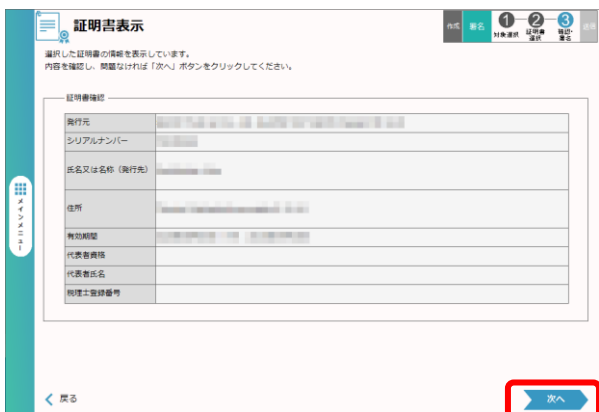 証明書表示
作成 署名 1 2 3 送信
対象選択 証明書選択 確認・署名
選択した証明書の情報を表示しています。
内容を確認し、問題なければ「次へ」ボタンをクリックしてください。
証明書確認
発行元
シリアルナンバー
氏名又は名称（発行先）
住所
有効期間
代表者資格
代表者氏名
税理士登録番号
メインメニュー
戻る
次へ